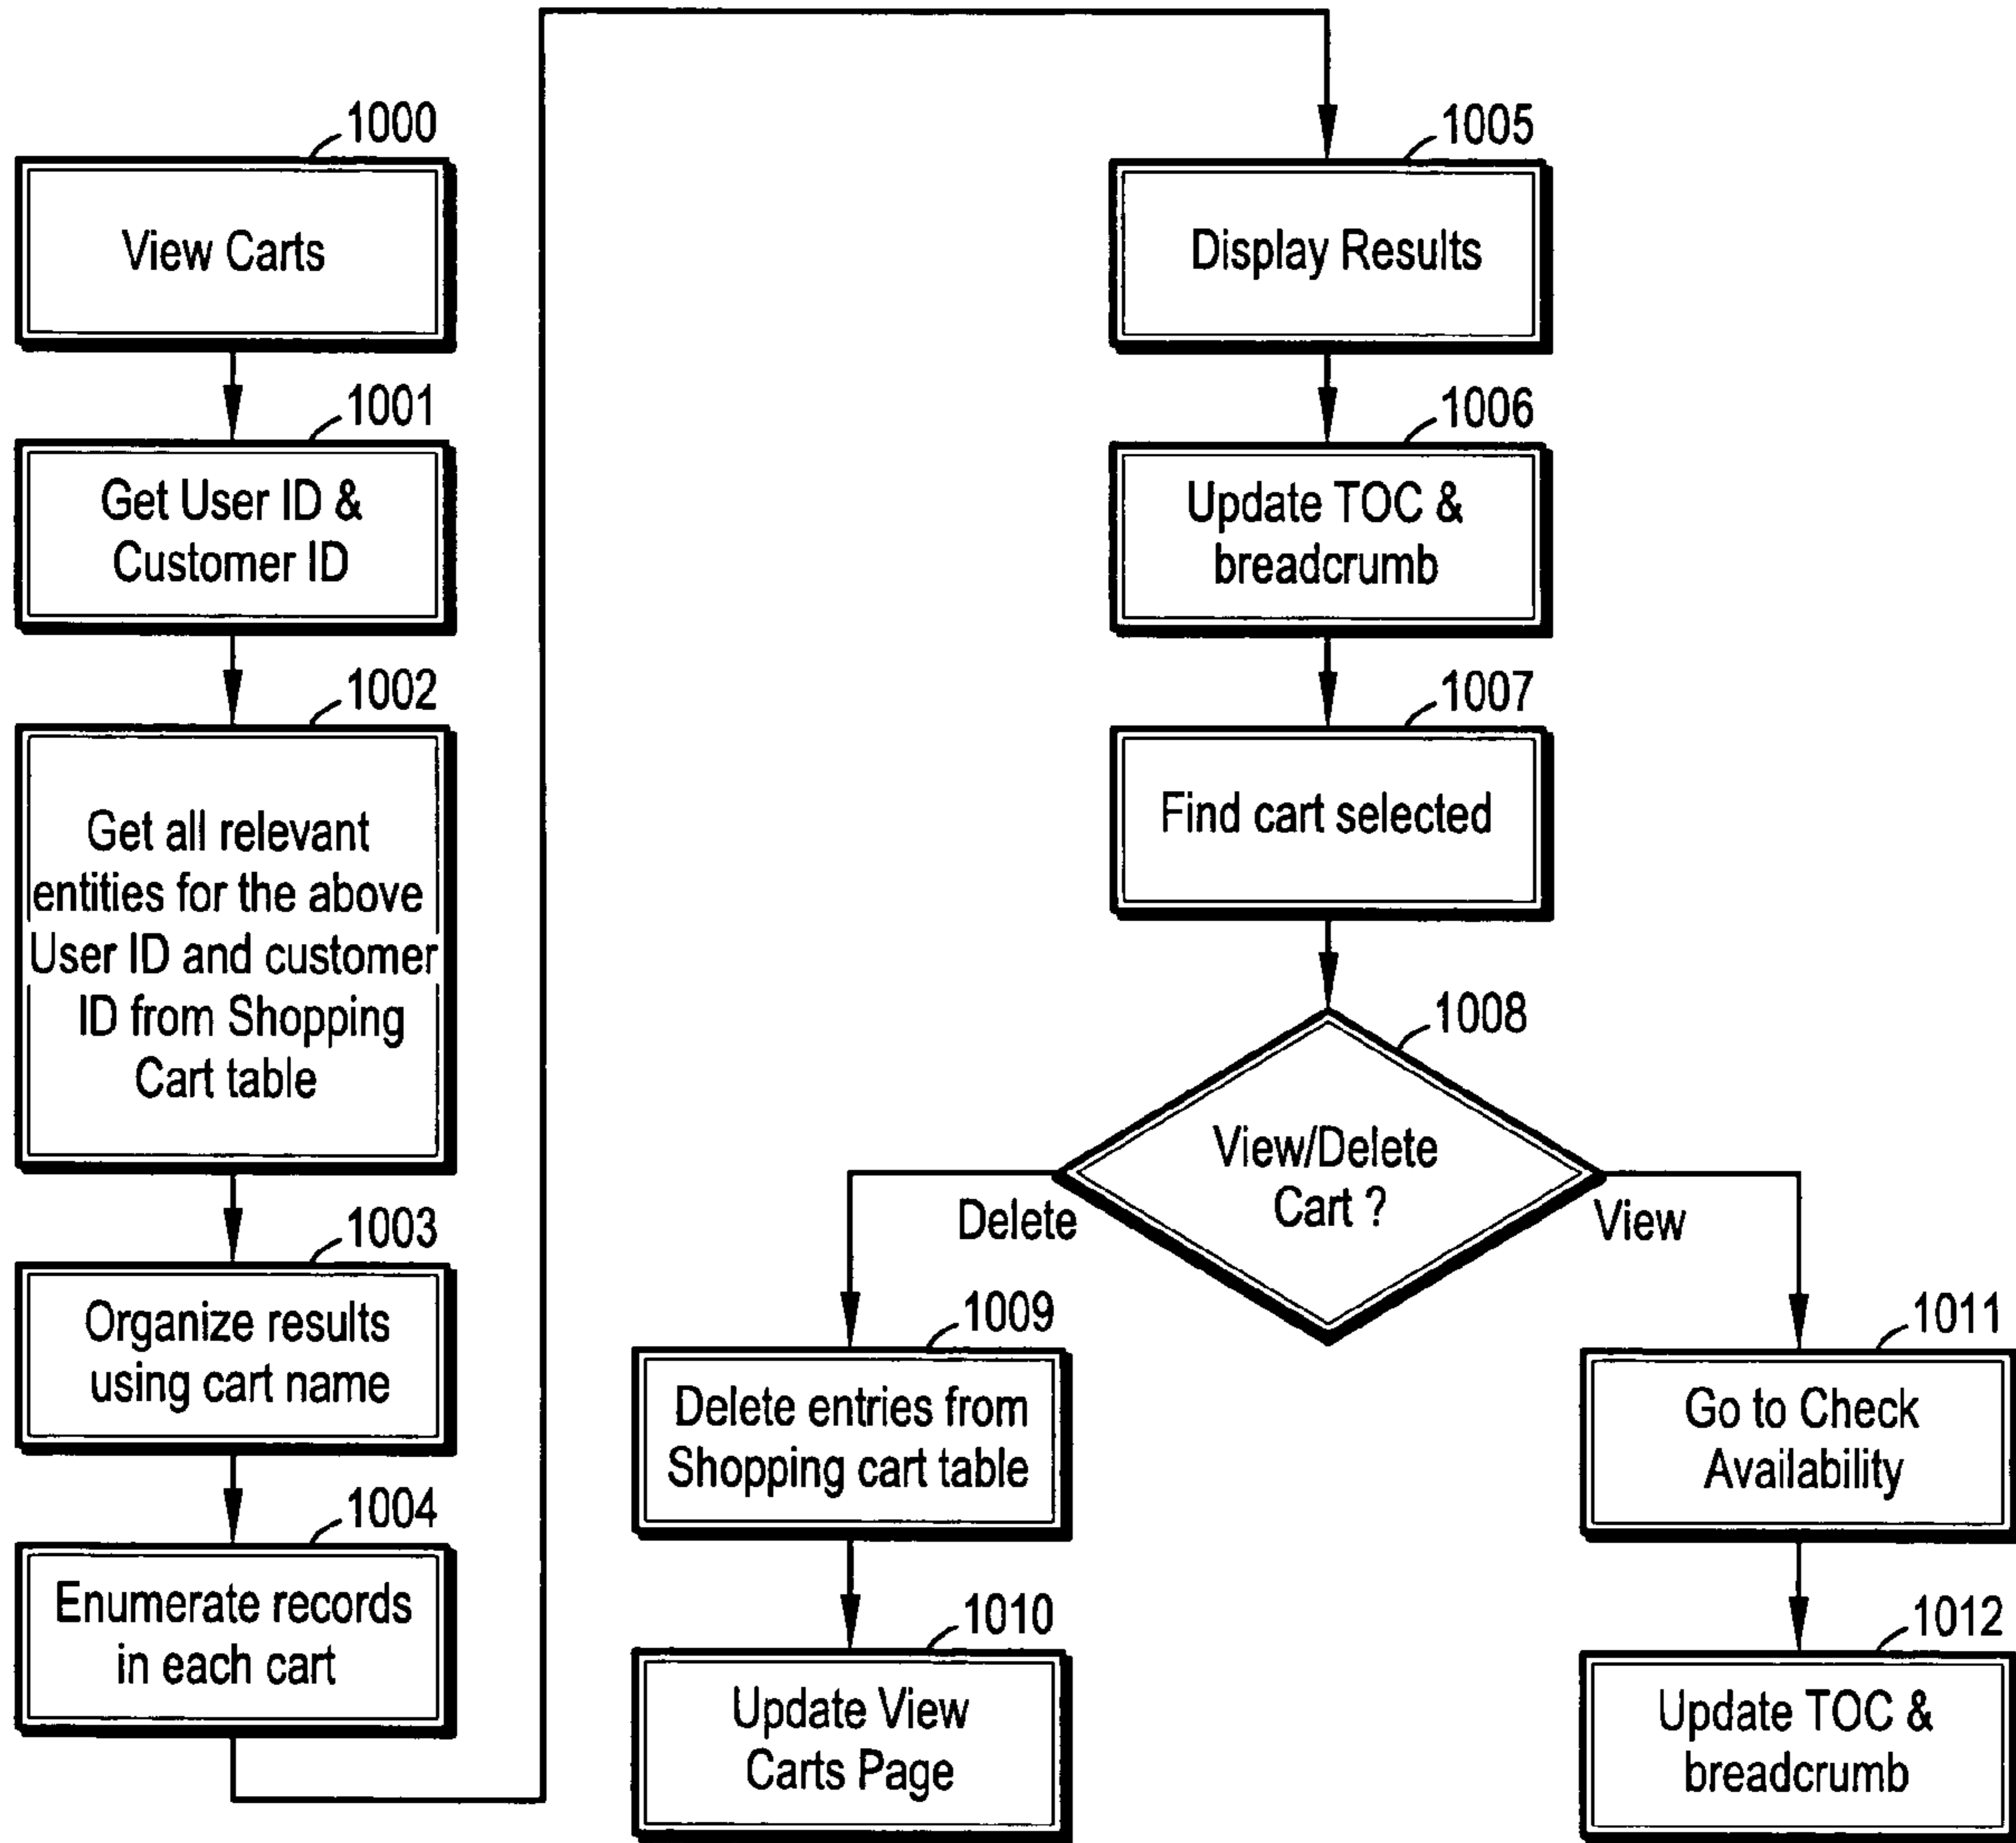 1000
View Carts
1001
Get User ID &
Customer ID
1002
Get all relevant
entities for the above
User ID and customer
ID from Shopping
Cart table
1003
Organize results
using cart name
1004
Enumerate records
in each cart
1005
Display Results
1006
Update TOC &
breadcrumb
1007
Find cart selected
1008
View/Delete
Cart ?
Delete
View
1009
Delete entries from
Shopping cart table
1010
Update View
Carts Page
1011
Go to Check
Availability
1012
Update TOC &
breadcrumb